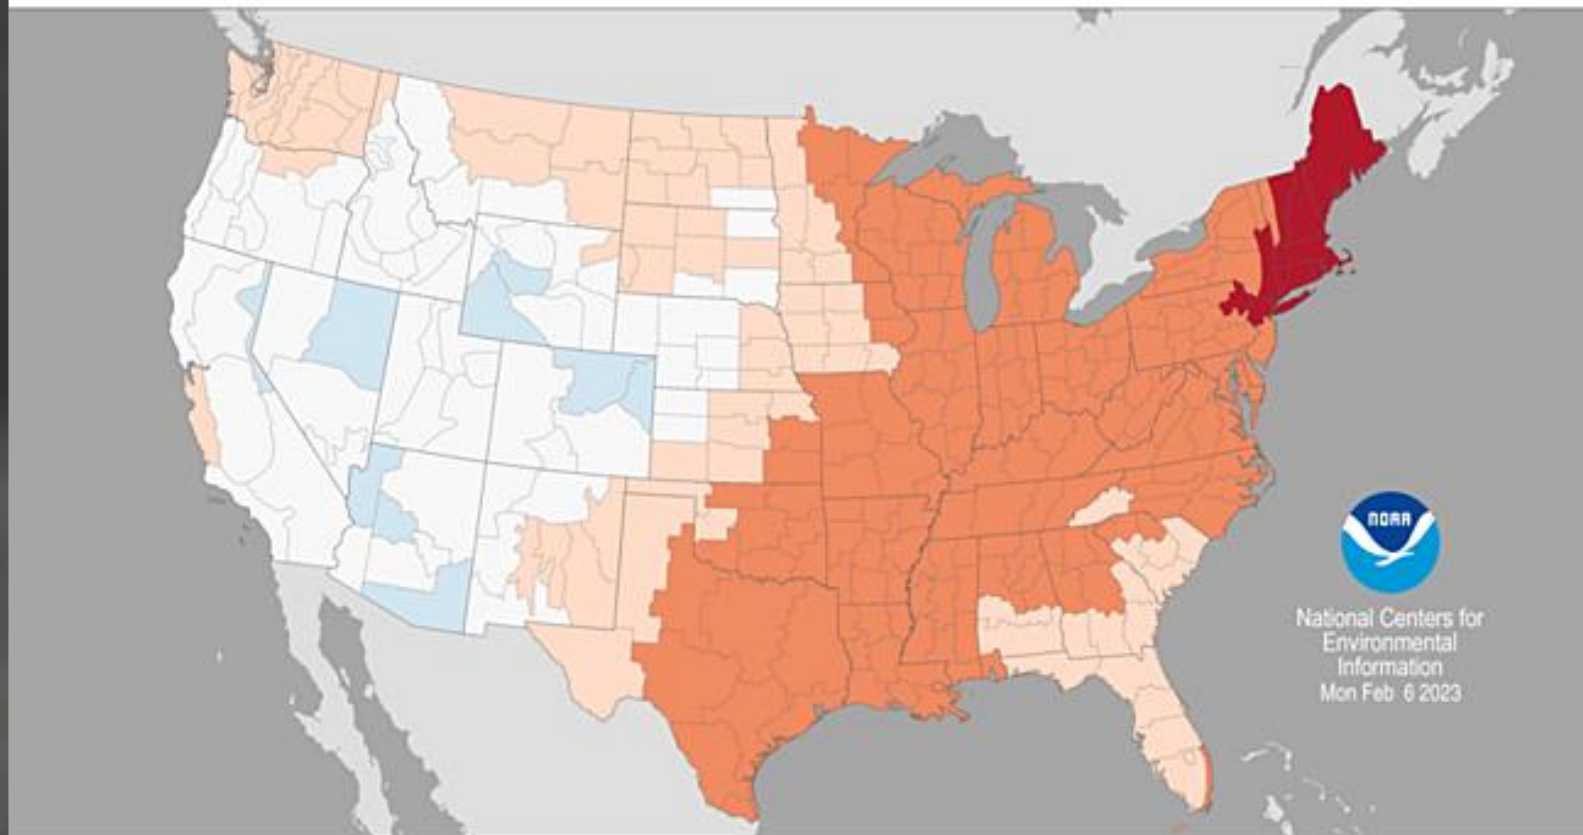 NOAA
National Centers for
Environmental
Information
Mon Feb 6 2023